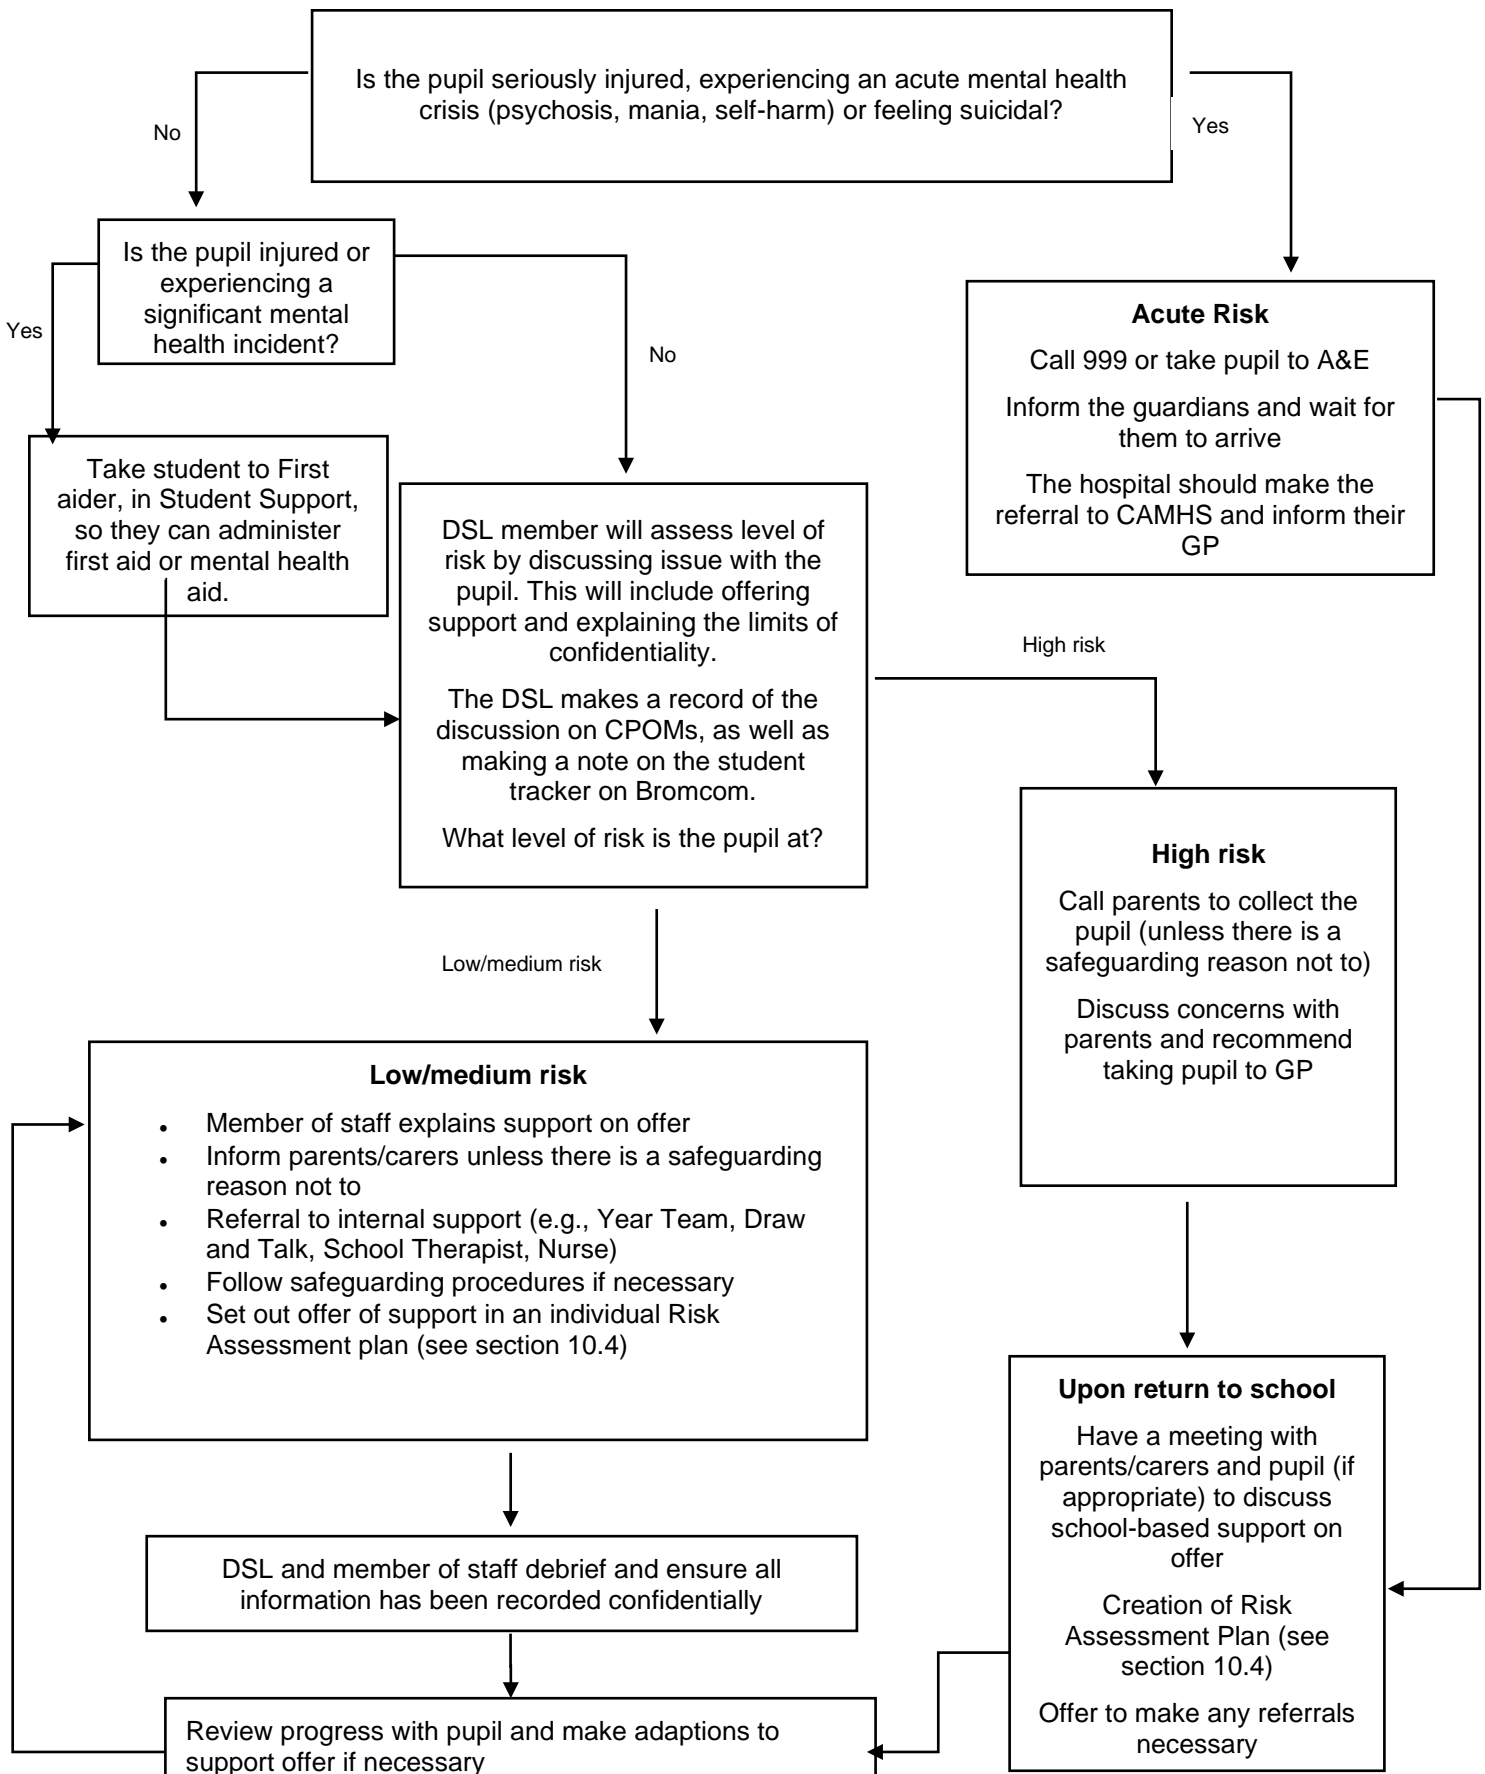 Is the pupil seriously injured, experiencing an acute mental health
crisis (psychosis, mania, self-harm) or feeling suicidal?
No
Yes
Is the pupil injured or
experiencing a
significant mental
health incident?
Yes
No
Acute Risk
Call 999 or take pupil to A&E
Inform the guardians and wait for
them to arrive
The hospital should make the
referral to CAMHS and inform their
GP
Take student to First
aider, in Student Support,
so they can administer
first aid or mental health
aid.
DSL member will assess level of
risk by discussing issue with the
pupil. This will include offering
support and explaining the limits of
confidentiality.
The DSL makes a record of the
discussion on CPOMs, as well as
making a note on the student
tracker on Bromcom.
What level of risk is the pupil at?
High risk
High risk
Call parents to collect the
pupil (unless there is a
safeguarding reason not to)
Discuss concerns with
parents and recommend
taking pupil to GP
Low/medium risk
Low/medium risk
• Member of staff explains support on offer
• Inform parents/carers unless there is a safeguarding
reason not to
• Referral to internal support (e.g., Year Team, Draw
and Talk, School Therapist, Nurse)
• Follow safeguarding procedures if necessary
• Set out offer of support in an individual Risk
Assessment plan (see section 10.4)
Upon return to school
Have a meeting with
parents/carers and pupil (if
appropriate) to discuss
school-based support on
offer
Creation of Risk
Assessment Plan (see
section 10.4)
Offer to make any referrals
necessary
DSL and member of staff debrief and ensure all
information has been recorded confidentially
Review progress with pupil and make adaptions to
support offer if necessary